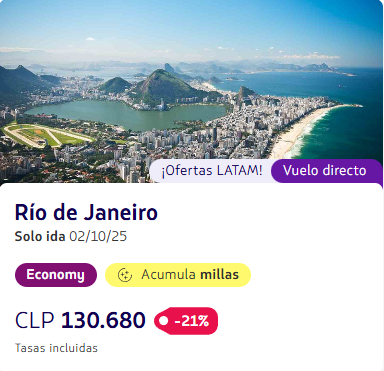 ¡Ofertas LATAM! Vuelo directo
Río de Janeiro
Solo ida 02/10/25
Economy Acumula millas
CLP 130.680 -21%
Tasas incluidas